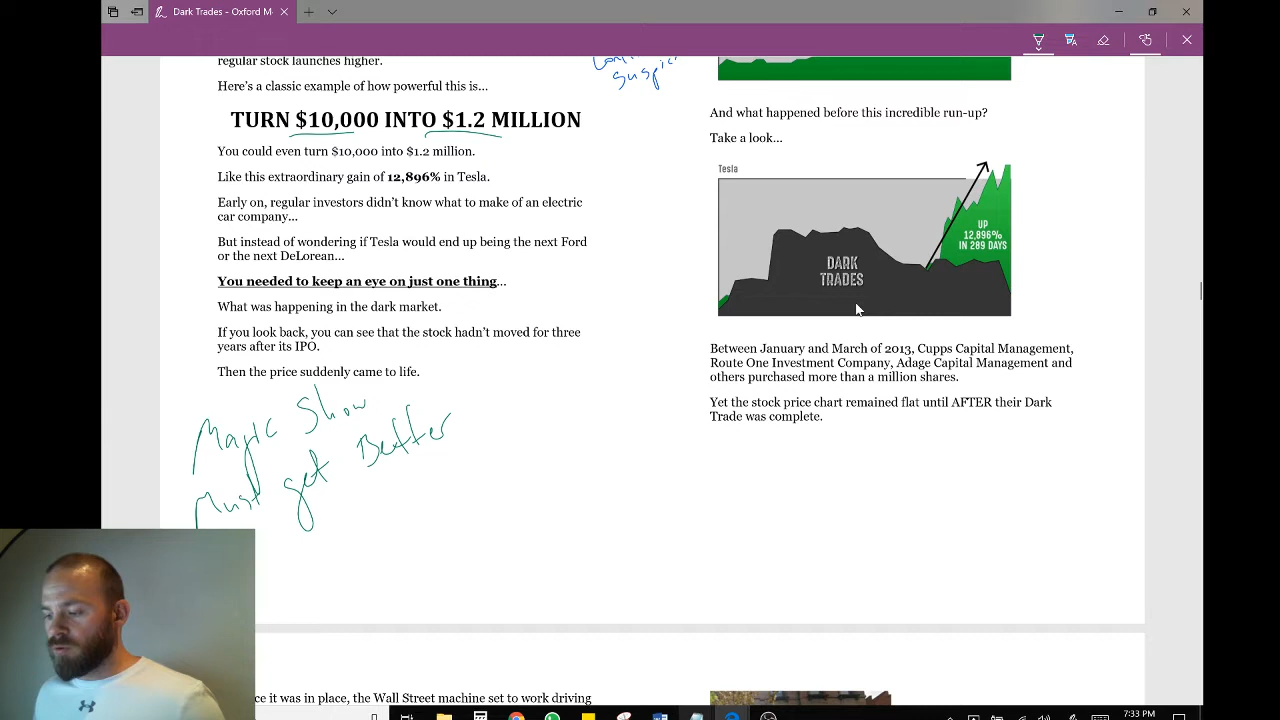 Dark Trades - Oxford M
regular stock launches higher.
Here's a classic example of how powerful this is…
TURN $10,000 INTO $1.2 MILLION
You could even turn $10,000 into $1.2 million.
Like this extraordinary gain of 12,896% in Tesla.
Early on, regular investors didn't know what to make of an electric
car company…
But instead of wondering if Tesla would end up being the next Ford
or the next DeLorean…
You needed to keep an eye on just one thing…
What was happening in the dark market.
If you look back, you can see that the stock hadn't moved for three
years after its IPO.
Then the price suddenly came to life.
Magic Show
Must get Better
ce it was in place, the Wall Street machine set to work driving
suspic
And what happened before this incredible run-up?
Take a look…
Tesla
UP
12,896%
IN 289 DAYS
DARK
TRADES
Between January and March of 2013, Cupps Capital Management,
Route One Investment Company, Adage Capital Management and
others purchased more than a million shares.
Yet the stock price chart remained flat until AFTER their Dark
Trade was complete.
7:33 PM